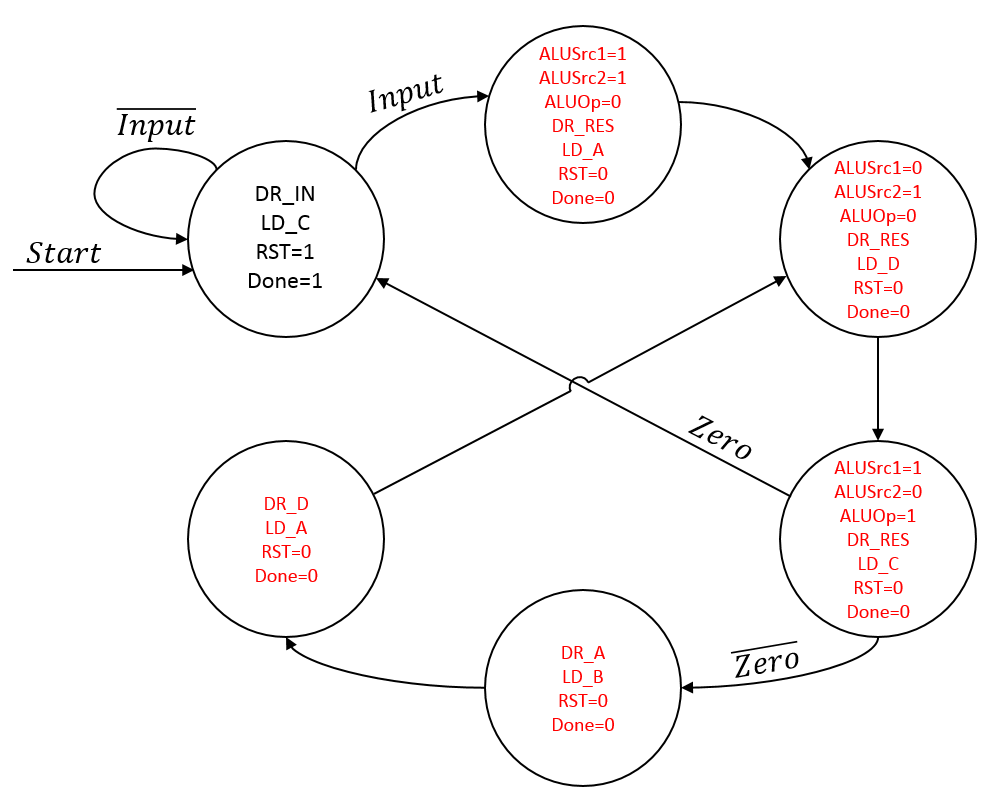 Input
Start
DR_IN
LD_C
RST=1
Done=1
Input
ALUSrc1=1
ALUSrc2=1
ALUOp=0
DR_RES
LD_A
RST=0
Done=0
ALUSrc1=0
ALUSrc2=1
ALUOp=0
DR_RES
LD_D
RST=0
Done=0
Zero
ALUSrc1=1
ALUSrc2=0
ALUOp=1
DR_RES
LD_C
RST=0
Done=0
Zero
DR_A
LD_B
RST=0
Done=0
DR_D
LD_A
RST=0
Done=0